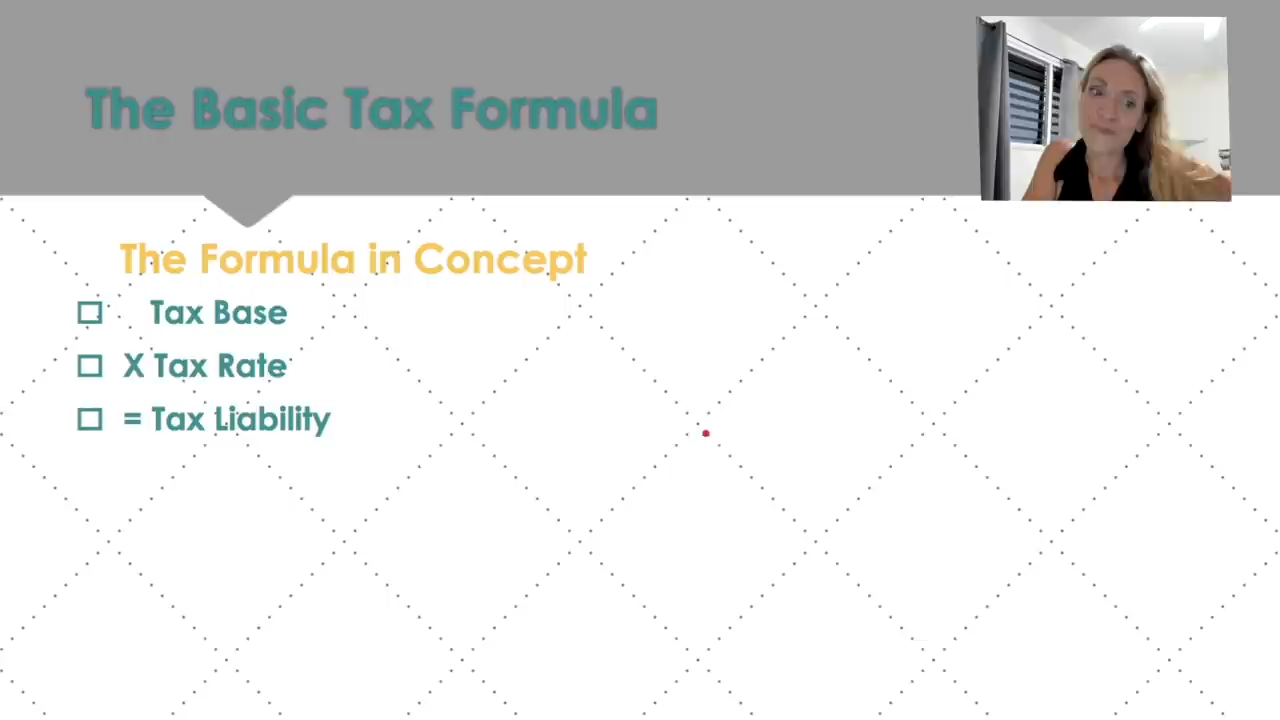 The Basic Tax Formula
The Formula in Concept
Tax Base
X Tax Rate
= Tax Liability